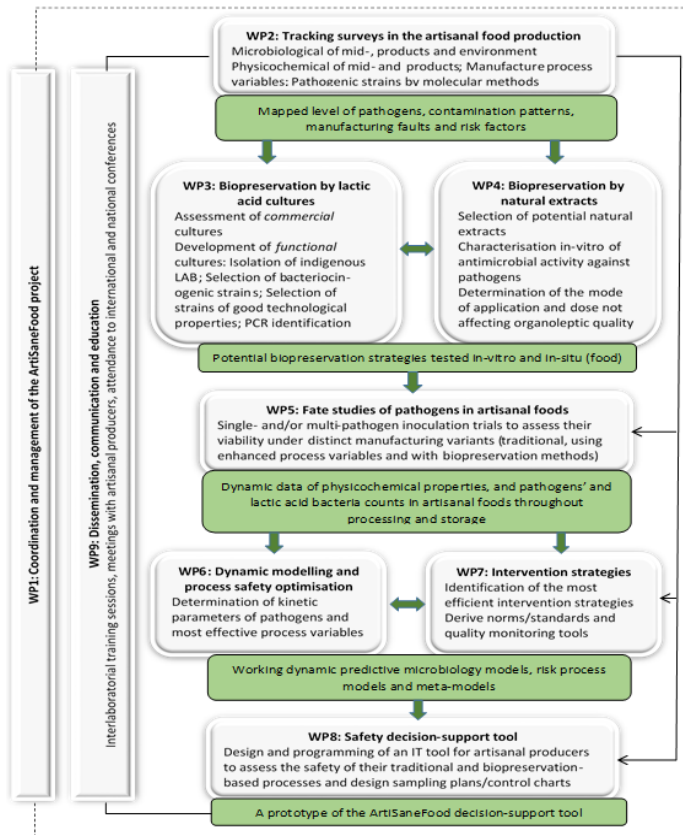 WP1: Coordination and management of the ArtiSaneFood project
WP9: Dissemination, communication and education
Interlaboratorial training sessions, meetings with artisanal producers, attendance to international and national conferences
WP2: Tracking surveys in the artisanal food production
Microbiological of mid-, products and environment
Physicochemical of mid- and products; Manufacture process
variables: Pathogenic strains by molecular methods
Mapped level of pathogens, contamination patterns,
manufacturing faults and risk factors
WP3: Biopreservation by lactic
acid cultures
Assessment of commercial
cultures
Development of functional
cultures: Isolation of indigenous
LAB; Selection of bacteriocin-
ogenic strains; Selection of
strains of good technological
properties; PCR identification
WP4: Biopreservation by
natural extracts
Selection of potential natural
extracts
Characterisation in-vitro of
antimicrobial activity against
pathogens
Determination of the mode
of application and dose not
affecting organoleptic quality
Potential biopreservation strategies tested in-vitro and in-situ (food)
WP5: Fate studies of pathogens in artisanal foods
Single- and/or multi-pathogen inoculation trials to assess their
viability under distinct manufacturing variants (traditional, using
enhanced process variables and with biopreservation methods)
Dynamic data of physicochemical properties, and pathogens' and
lactic acid bacteria counts in artisanal foods throughout
processing and storage
WP6: Dynamic modelling and
process safety optimisation
Determination of kinetic
parameters of pathogens and
most effective process variables
WP7: Intervention strategies
Identification of the most
efficient intervention strategies
Derive norms/standards and
quality monitoring tools
Working dynamic predictive microbiology models, risk process
models and meta-models
WP8: Safety decision-support tool
Design and programming of an IT tool for artisanal producers
to assess the safety of their traditional and biopreservation-
based processes and design sampling plans/control charts
A prototype of the ArtiSaneFood decision-support tool